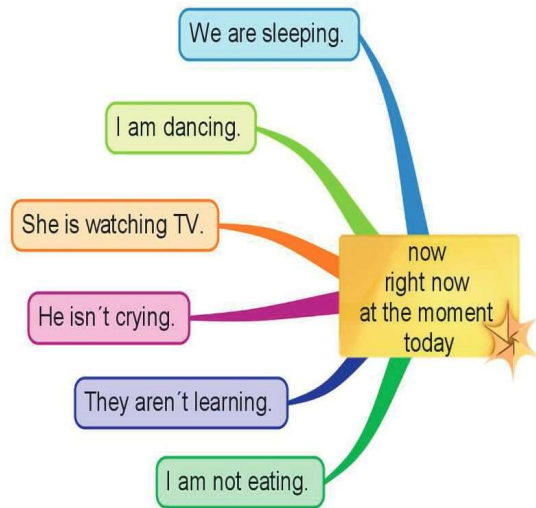 We are sleeping.
I am dancing.
She is watching TV.
He isn´t crying.
They aren´t learning.
I am not eating.
now
right now
at the moment
today